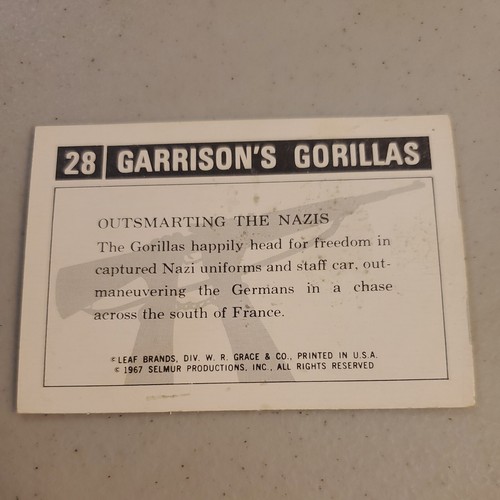 28 GARRISON'S GORILLAS
OUTSMARTING THE NAZIS
The Gorillas happily head for freedom in
captured Nazi uniforms and staff car, out-
maneuvering the Germans in a chase
across the south of France.
© LEAF BRANDS, DIV. W. R. GRACE & CO., PRINTED IN U.S.A.
© 1967 SELMUR PRODUCTIONS, INC., ALL RIGHTS RESERVED